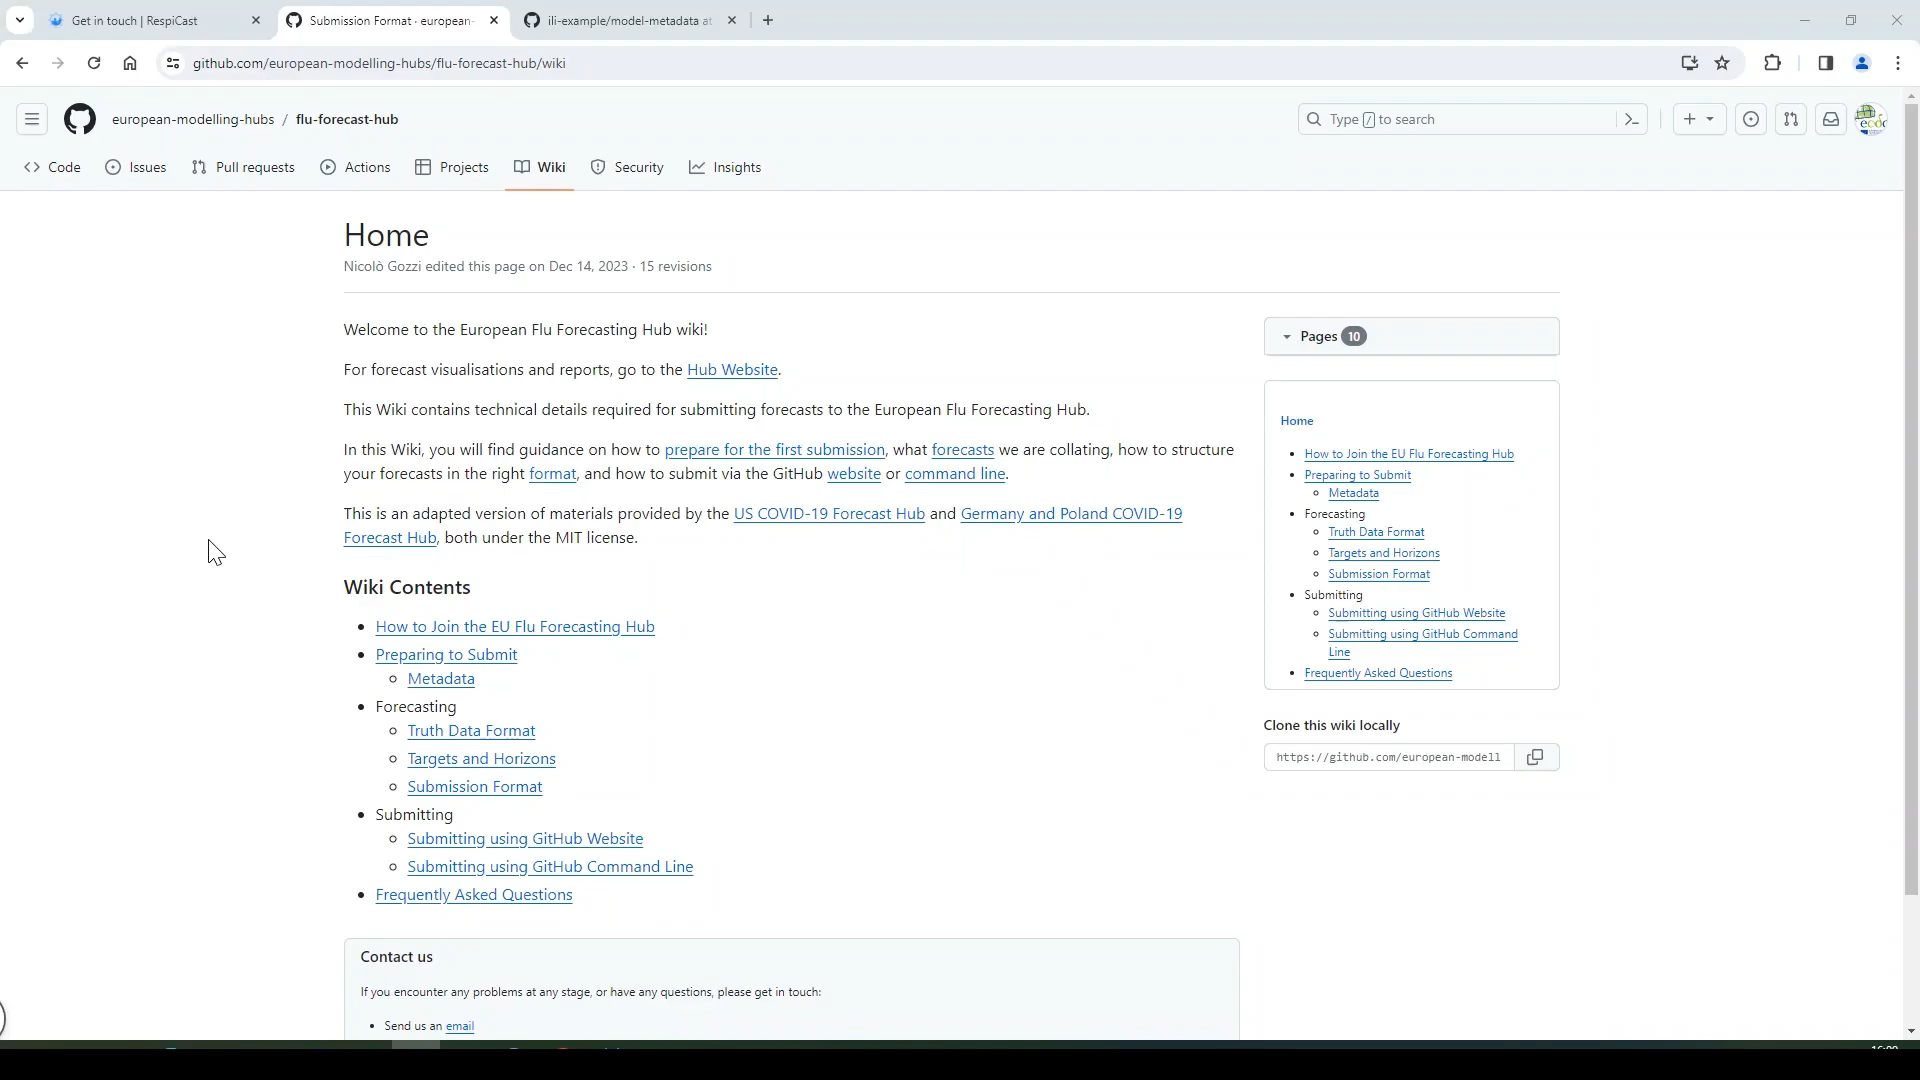 Get in touch | RespiCast
Submission Format · european-
ili-example/model-metadata at
github.com/european-modelling-hubs/flu-forecast-hub/wiki
european-modelling-hubs / flu-forecast-hub
Type / to search
Code
Issues
Pull requests
Actions
Projects
Wiki
Security
Insights
Home
Nicolò Gozzi edited this page on Dec 14, 2023 · 15 revisions
Welcome to the European Flu Forecasting Hub wiki!
For forecast visualisations and reports, go to the Hub Website.
This Wiki contains technical details required for submitting forecasts to the European Flu Forecasting Hub.
In this Wiki, you will find guidance on how to prepare for the first submission, what forecasts we are collating, how to structure
your forecasts in the right format, and how to submit via the GitHub website or command line.
This is an adapted version of materials provided by the US COVID-19 Forecast Hub and Germany and Poland COVID-19
Forecast Hub, both under the MIT license.
Wiki Contents
How to Join the EU Flu Forecasting Hub
Preparing to Submit
Metadata
Forecasting
Truth Data Format
Targets and Horizons
Submission Format
Submitting
Submitting using GitHub Website
Submitting using GitHub Command Line
Frequently Asked Questions
Contact us
If you encounter any problems at any stage, or have any questions, please get in touch:
Send us an email
Pages 10
Home
How to Join the EU Flu Forecasting Hub
Preparing to Submit
Metadata
Forecasting
Truth Data Format
Targets and Horizons
Submission Format
Submitting
Submitting using GitHub Website
Submitting using GitHub Command
Line
Frequently Asked Questions
Clone this wiki locally
https://github.com/european-modell